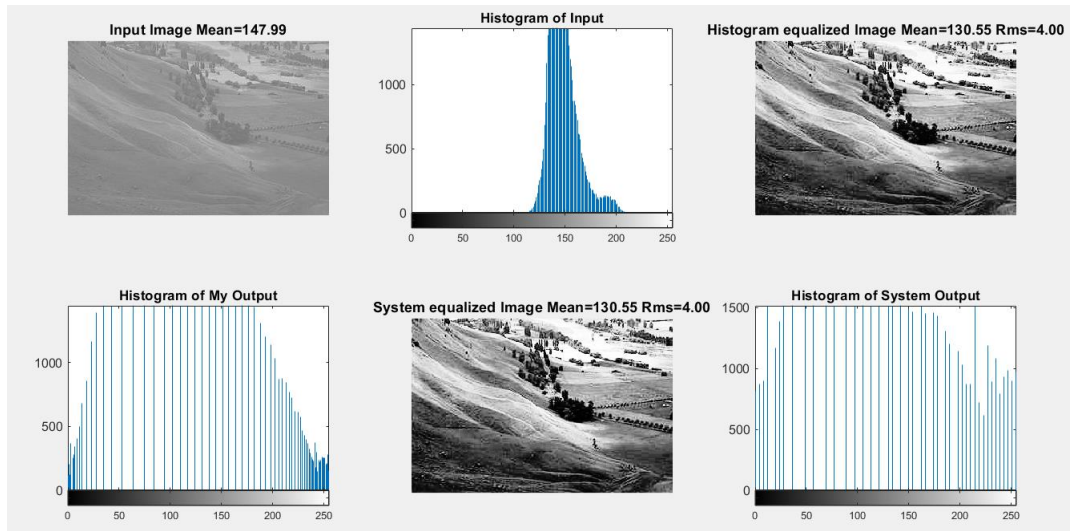 Input Image Mean=147.99
Histogram of Input
1000
500
0
0 50 100 150 200 250
Histogram equalized Image Mean=130.55 Rms=4.00
Histogram of My Output
1000
500
0
0 50 100 150 200 250
System equalized Image Mean=130.55 Rms=4.00
Histogram of System Output
1500
1000
500
0
0 50 100 150 200 250